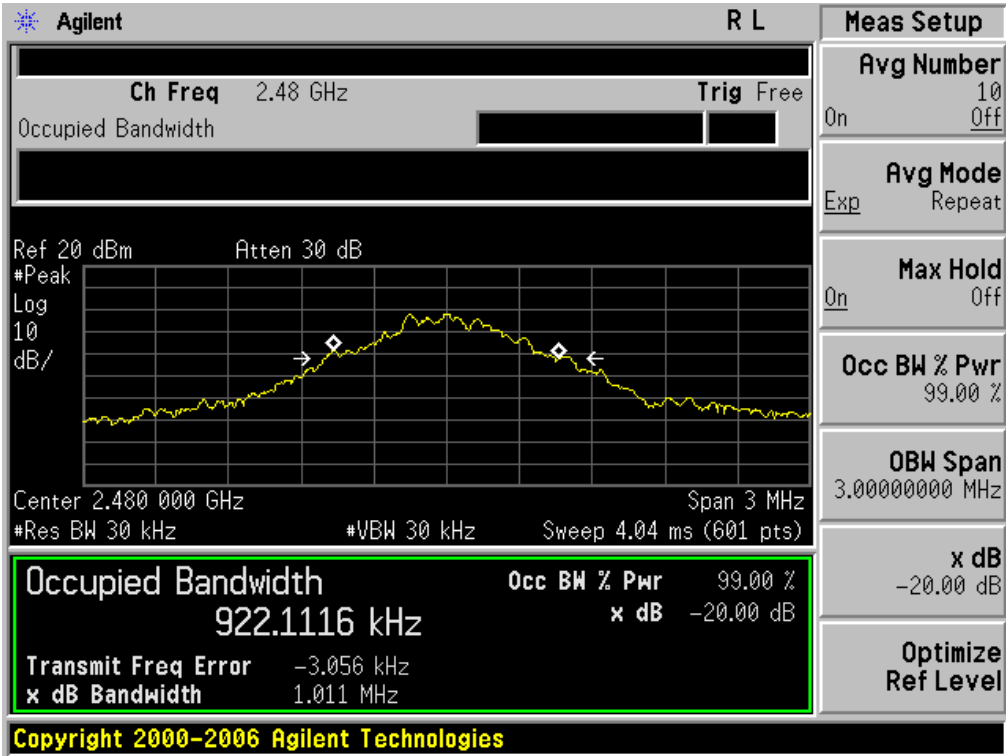 Agilent R L
Ch Freq 2.48 GHz Trig Free
Occupied Bandwidth
Ref 20 dBm Atten 30 dB
#Peak
Log
10
dB/
Center 2.480 000 GHz Span 3 MHz
#Res BW 30 kHz #VBW 30 kHz Sweep 4.04 ms (601 pts)
Occupied Bandwidth
922.1116 kHz
Occ BW % Pwr 99.00 %
x dB -20.00 dB
Transmit Freq Error -3.056 kHz
x dB Bandwidth 1.011 MHz
Copyright 2000-2006 Agilent Technologies
Meas Setup
Avg Number
10
On Off
Avg Mode
Exp Repeat
Max Hold
On Off
Occ BW % Pwr
99.00 %
OBW Span
3.00000000 MHz
x dB
-20.00 dB
Optimize
Ref Level